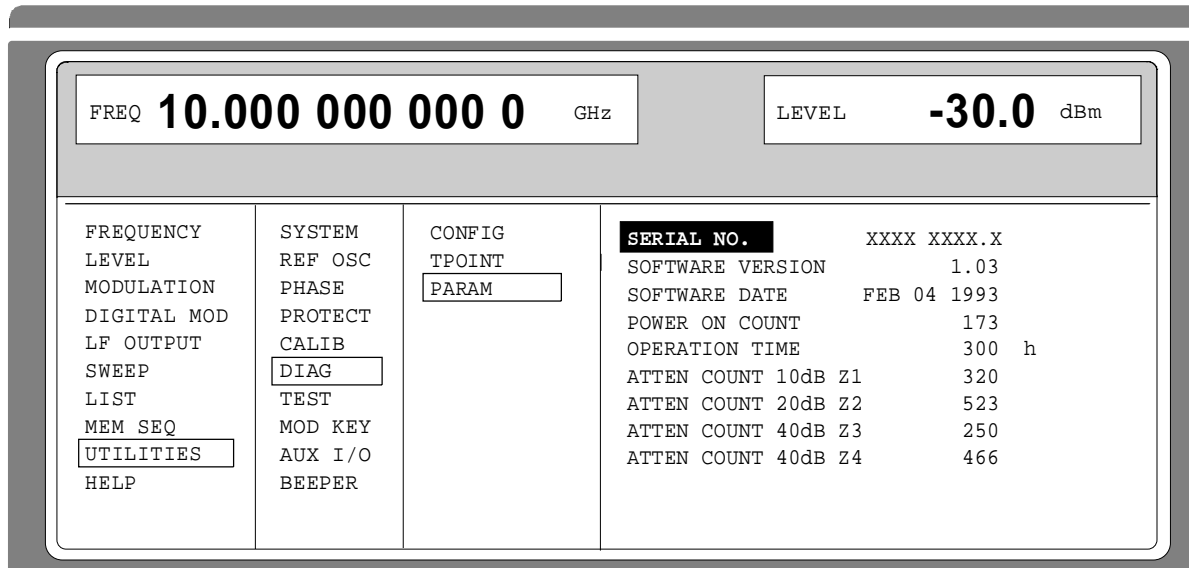 FREQ 10.000 000 000 0 GHz
LEVEL -30.0 dBm
FREQUENCY
LEVEL
MODULATION
DIGITAL MOD
LF OUTPUT
SWEEP
LIST
MEM SEQ
UTILITIES
HELP
SYSTEM
REF OSC
PHASE
PROTECT
CALIB
DIAG
TEST
MOD KEY
AUX I/O
BEEPER
CONFIG
TPOINT
PARAM
SERIAL NO. XXXX XXXX.X
SOFTWARE VERSION 1.03
SOFTWARE DATE FEB 04 1993
POWER ON COUNT 173
OPERATION TIME 300 h
ATTEN COUNT 10dB Z1 320
ATTEN COUNT 20dB Z2 523
ATTEN COUNT 40dB Z3 250
ATTEN COUNT 40dB Z4 466